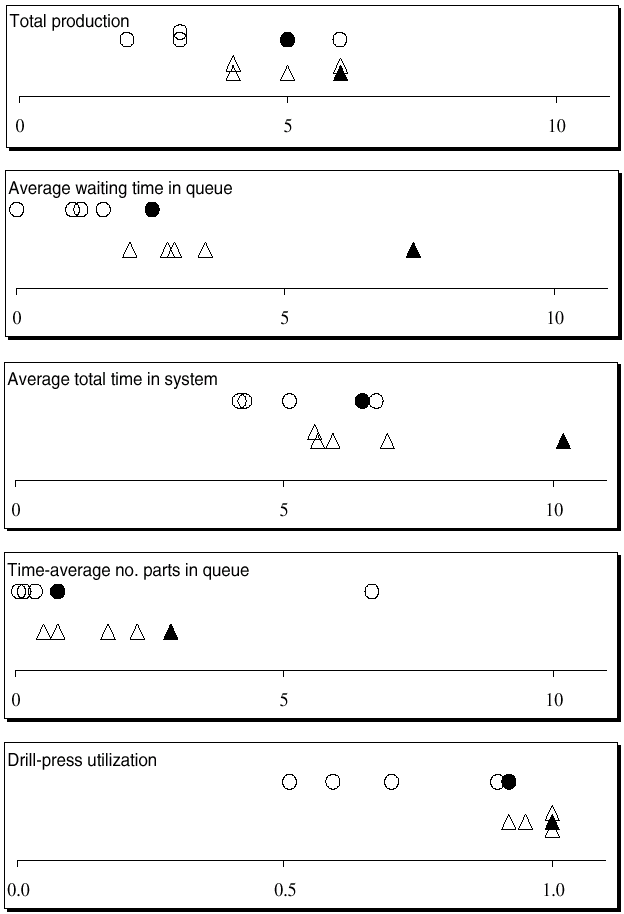 Total production
0 5 10
Average waiting time in queue
0 5 10
Average total time in system
0 5 10
Time-average no. parts in queue
0 5 10
Drill-press utilization
0.0 0.5 1.0